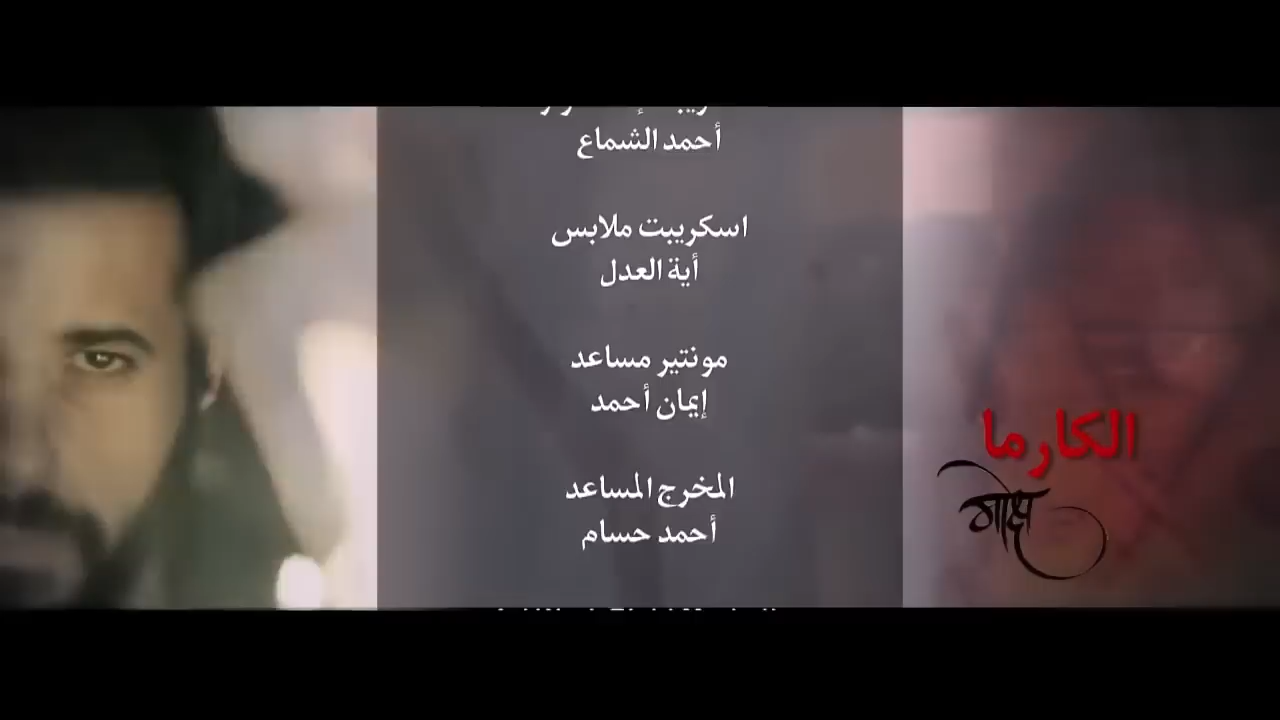 أحمد الشماع
اسكريبت ملابس
أية العدل
مونتير مساعد
إيمان أحمد
المخرج المساعد
أحمد حسام
الكارما
मोक्ष